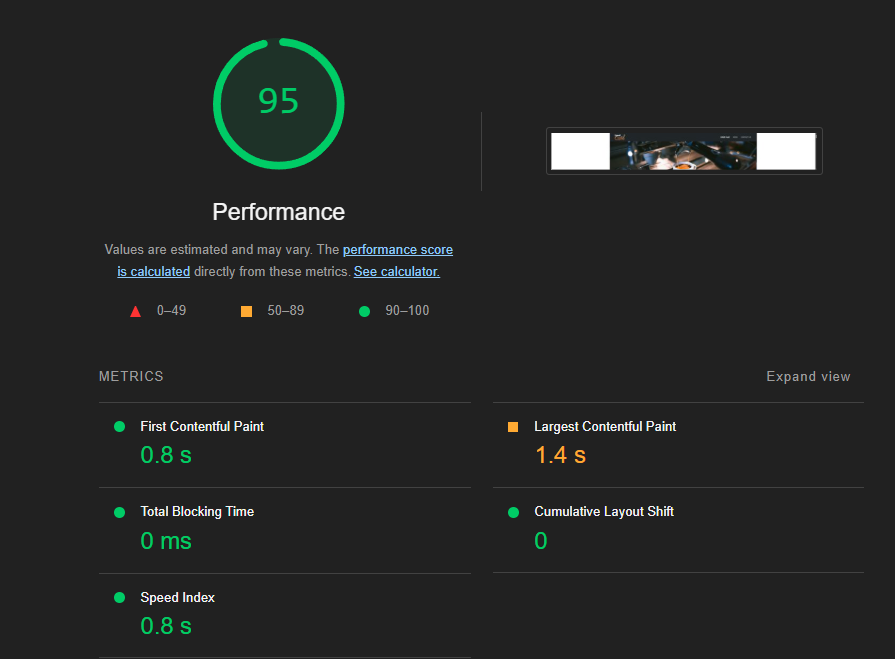 95
Performance
Values are estimated and may vary. The performance score
is calculated directly from these metrics. See calculator.
0–49
50–89
90–100
METRICS
Expand view
First Contentful Paint
0.8 s
Largest Contentful Paint
1.4 s
Total Blocking Time
0 ms
Cumulative Layout Shift
0
Speed Index
0.8 s